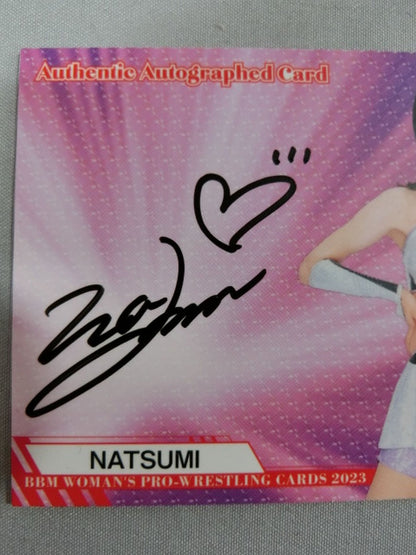 Authentic Autographed Card
NATSUMI
BBM WOMAN'S PRO-WRESTLING CARDS 2023